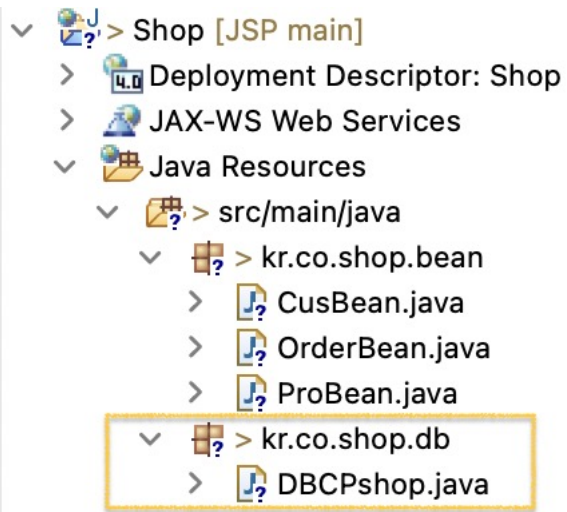 > Shop [JSP main]
Deployment Descriptor: Shop
JAX-WS Web Services
Java Resources
> src/main/java
> kr.co.shop.bean
CusBean.java
OrderBean.java
ProBean.java
> kr.co.shop.db
DBCPshop.java